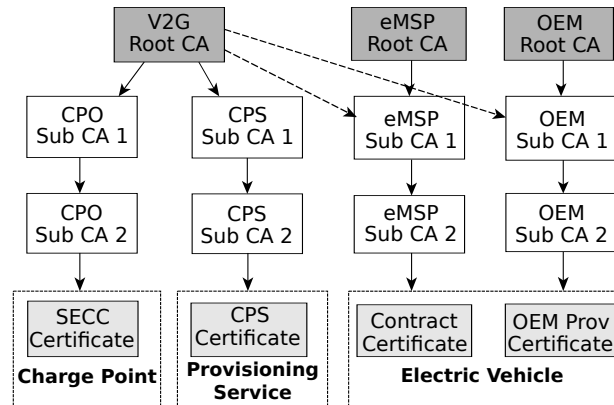 V2G
Root CA
eMSP
Root CA
OEM
Root CA
CPO
Sub CA 1
CPS
Sub CA 1
eMSP
Sub CA 1
OEM
Sub CA 1
CPO
Sub CA 2
CPS
Sub CA 2
eMSP
Sub CA 2
OEM
Sub CA 2
SECC
Certificate
CPS
Certificate
Contract
Certificate
OEM Prov
Certificate
Charge Point
Provisioning
Service
Electric Vehicle